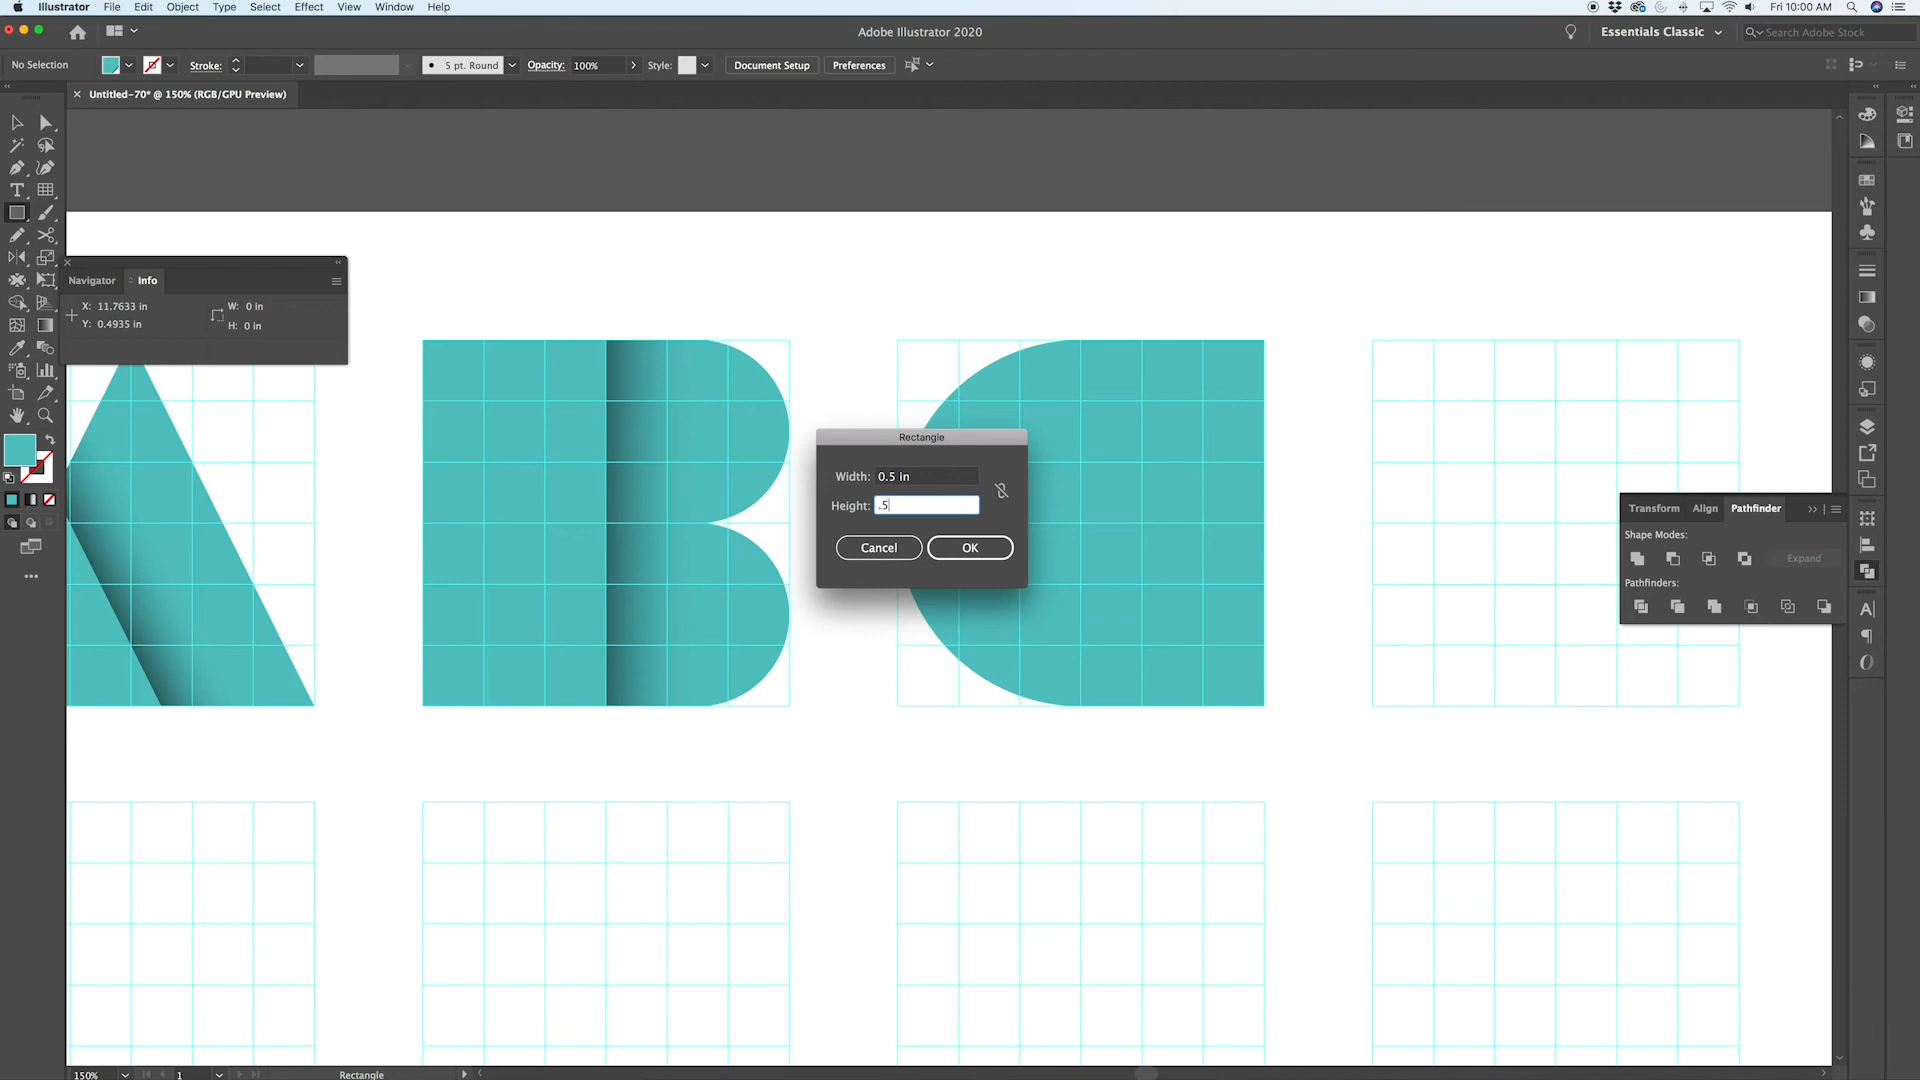 Illustrator File Edit Object Type Select Effect View Window Help
Fri 10:00 AM
Adobe Illustrator 2020
Essentials Classic
Search Adobe Stock
No Selection
Stroke:
5 pt. Round
Opacity: 100%
Style:
Document Setup
Preferences
Untitled-70* @ 150% (RGB/GPU Preview)
Navigator Info
X: 11.7633 in
Y: 0.4935 in
W: 0 in
H: 0 in
Rectangle
Width: 0.5 in
Height: .5
Cancel OK
Transform Align Pathfinder
Shape Modes:
Expand
Pathfinders:
150%
1
Rectangle